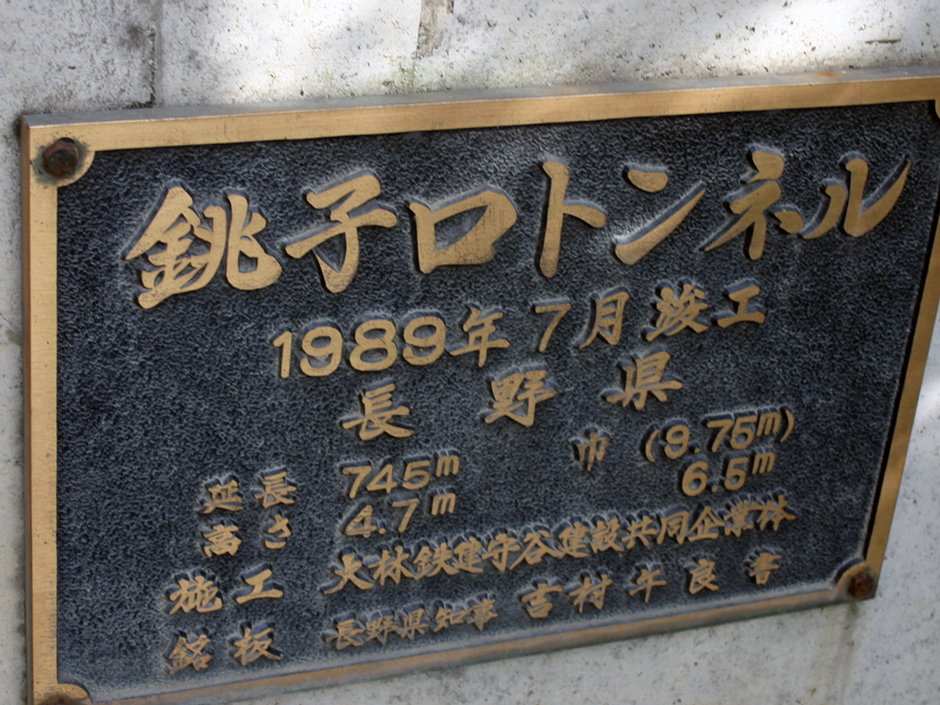 銚子口トンネル
1989年7月竣工
長野県
延長 745m 巾 (9.75m)
高さ 4.7m 6.5m
施工 大林鉄建守谷建設共同企業体
銘板 長野県知事 吉村午良書